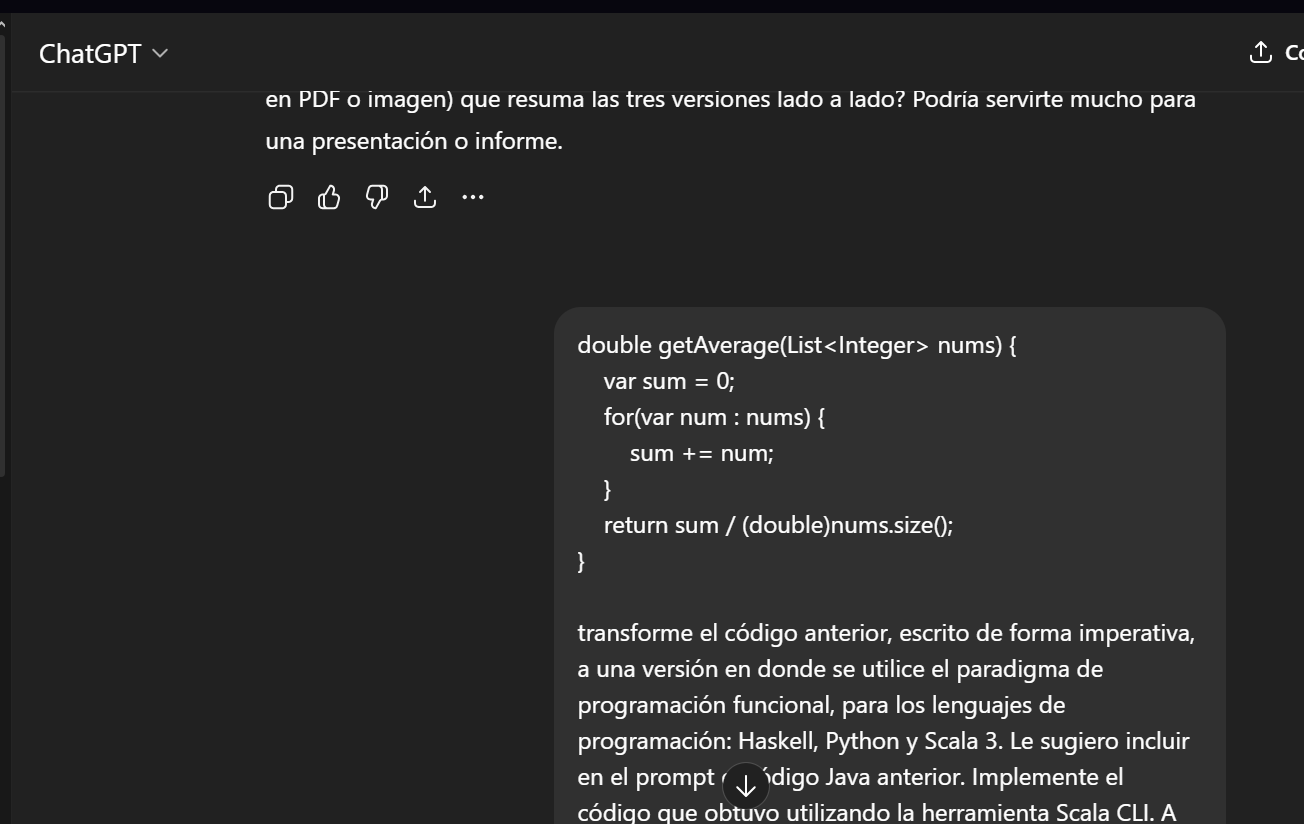 ChatGPT
en PDF o imagen) que resuma las tres versiones lado a lado? Podría servirte mucho para
una presentación o informe.
double getAverage(List<Integer> nums) {
var sum = 0;
for(var num : nums) {
sum += num;
}
return sum / (double)nums.size();
}
transforme el código anterior, escrito de forma imperativa,
a una versión en donde se utilice el paradigma de
programación funcional, para los lenguajes de
programación: Haskell, Python y Scala 3. Le sugiero incluir
en el prompt código Java anterior. Implemente el
código que obtuvo utilizando la herramienta Scala CLI. A